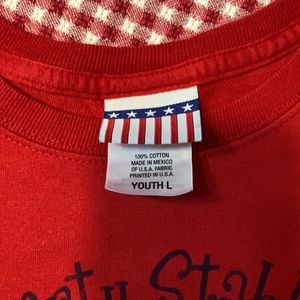 100% COTTON
MADE IN MEXICO
OF U.S.A. FABRIC
PRINTED IN U.S.A.
YOUTH L